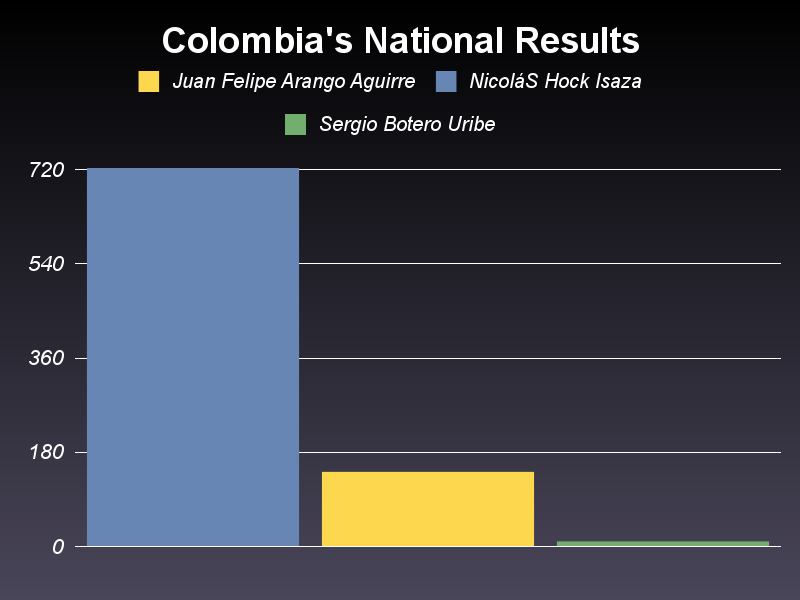 Colombia's National Results
Juan Felipe Arango Aguirre NicoláS Hock Isaza
Sergio Botero Uribe
720
540
360
180
0